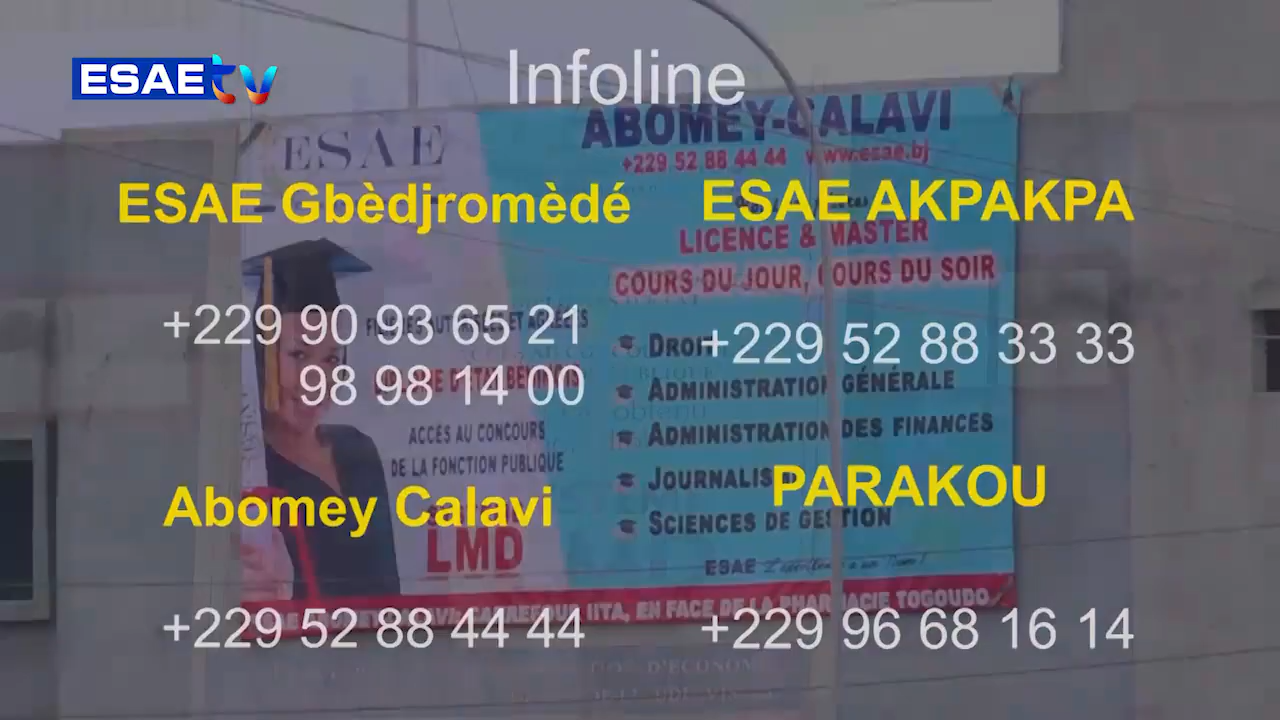 ESAE tv
Infoline
ESAE Gbèdjromèdé
+229 90 93 65 21
98 98 14 00
ESAE AKPAKPA
+229 52 88 33 33
Abomey Calavi
+229 52 88 44 44
PARAKOU
+229 96 68 16 14
ESAE
ABOMEY-CALAVI
+229 52 88 44 44 www.esae.bj
LICENCE & MASTER
COURS DU JOUR, COURS DU SOIR
DROIT
ADMINISTRATION GÉNÉRALE
ADMINISTRATION DES FINANCES
SCIENCES DE GESTION
ACCÈS AU CONCOURS
DE LA FONCTION PUBLIQUE
LMD
ESAE
CARREFOUR IITA, EN FACE DE LA PHARMACIE TOGOUDO